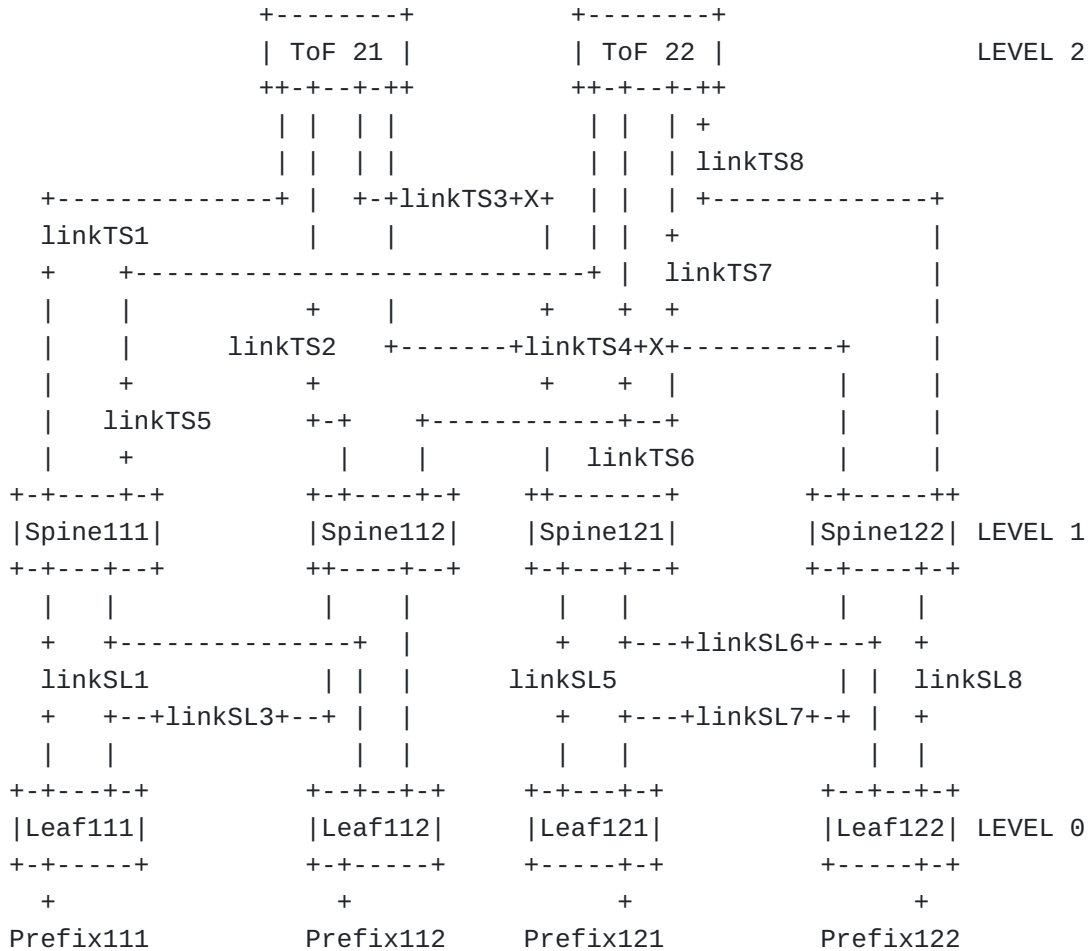 ToF 21 ToF 22 LEVEL 2
linkTS8
linkTS3+X+
linkTS1
linkTS7
linkTS2 linkTS4+X+
linkTS5
linkTS6
Spine111 Spine112 Spine121 Spine122 LEVEL 1
linkSL6
linkSL1 linkSL5 linkSL8
linkSL3 linkSL7
Leaf111 Leaf112 Leaf121 Leaf122 LEVEL 0
Prefix111 Prefix112 Prefix121 Prefix122